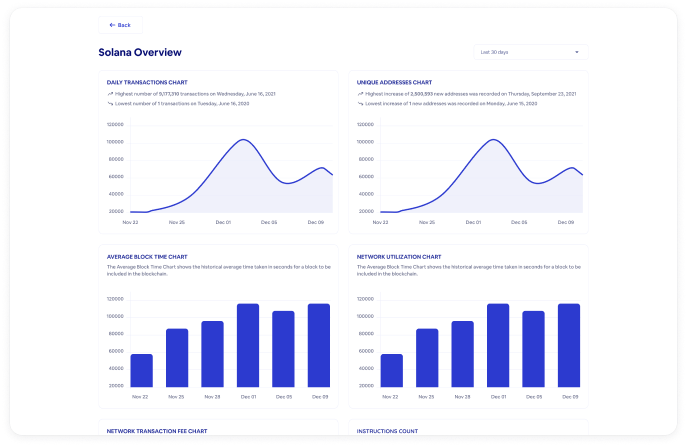 Back
Solana Overview
Last 30 days
DAILY TRANSACTIONS CHART
Highest number of 9,177,310 transactions on Wednesday, June 16, 2021
Lowest number of 1 transactions on Tuesday, June 16, 2020
120000
100000
80000
60000
40000
20000
Nov 22
Nov 25
Dec 01
Dec 05
Dec 09
UNIQUE ADDRESSES CHART
Highest increase of 2,500,593 new addresses was recorded on Thursday, September 23, 2021
Lowest increase of 1 new addresses was recorded on Monday, June 15, 2020
120000
100000
80000
60000
40000
20000
Nov 22
Nov 25
Dec 01
Dec 05
Dec 09
AVERAGE BLOCK TIME CHART
The Average Block Time Chart shows the historical average time taken in seconds for a block to be
included in the blockchain.
120000
100000
80000
60000
40000
20000
Nov 22
Nov 25
Nov 28
Dec 01
Dec 05
Dec 09
NETWORK UTILIZATION CHART
The Average Block Time Chart shows the historical average time taken in seconds for a block to be
included in the blockchain.
120000
100000
80000
60000
40000
20000
Nov 22
Nov 25
Nov 28
Dec 01
Dec 05
Dec 09
NETWORK TRANSACTION FEE CHART
INSTRUCTIONS COUNT